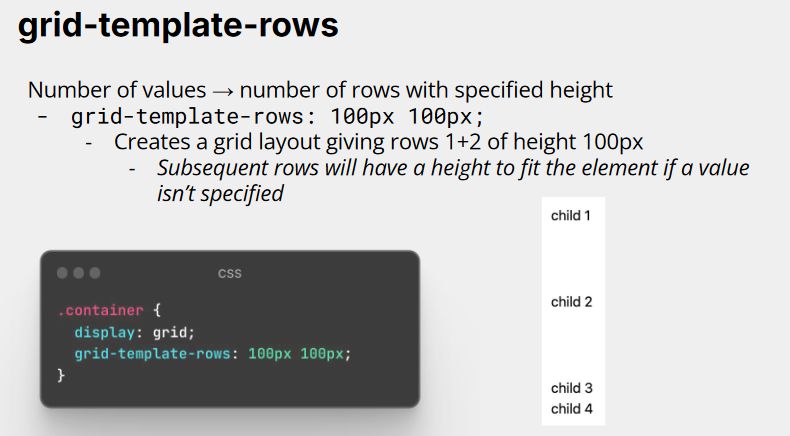 grid-template-rows
Number of values → number of rows with specified height
- grid-template-rows: 100px 100px;
- Creates a grid layout giving rows 1+2 of height 100px
- Subsequent rows will have a height to fit the element if a value
isn’t specified
child 1
css
.container {
display: grid;
child 2
grid-template-rows: 100px 100px;
}
child 3
child 4